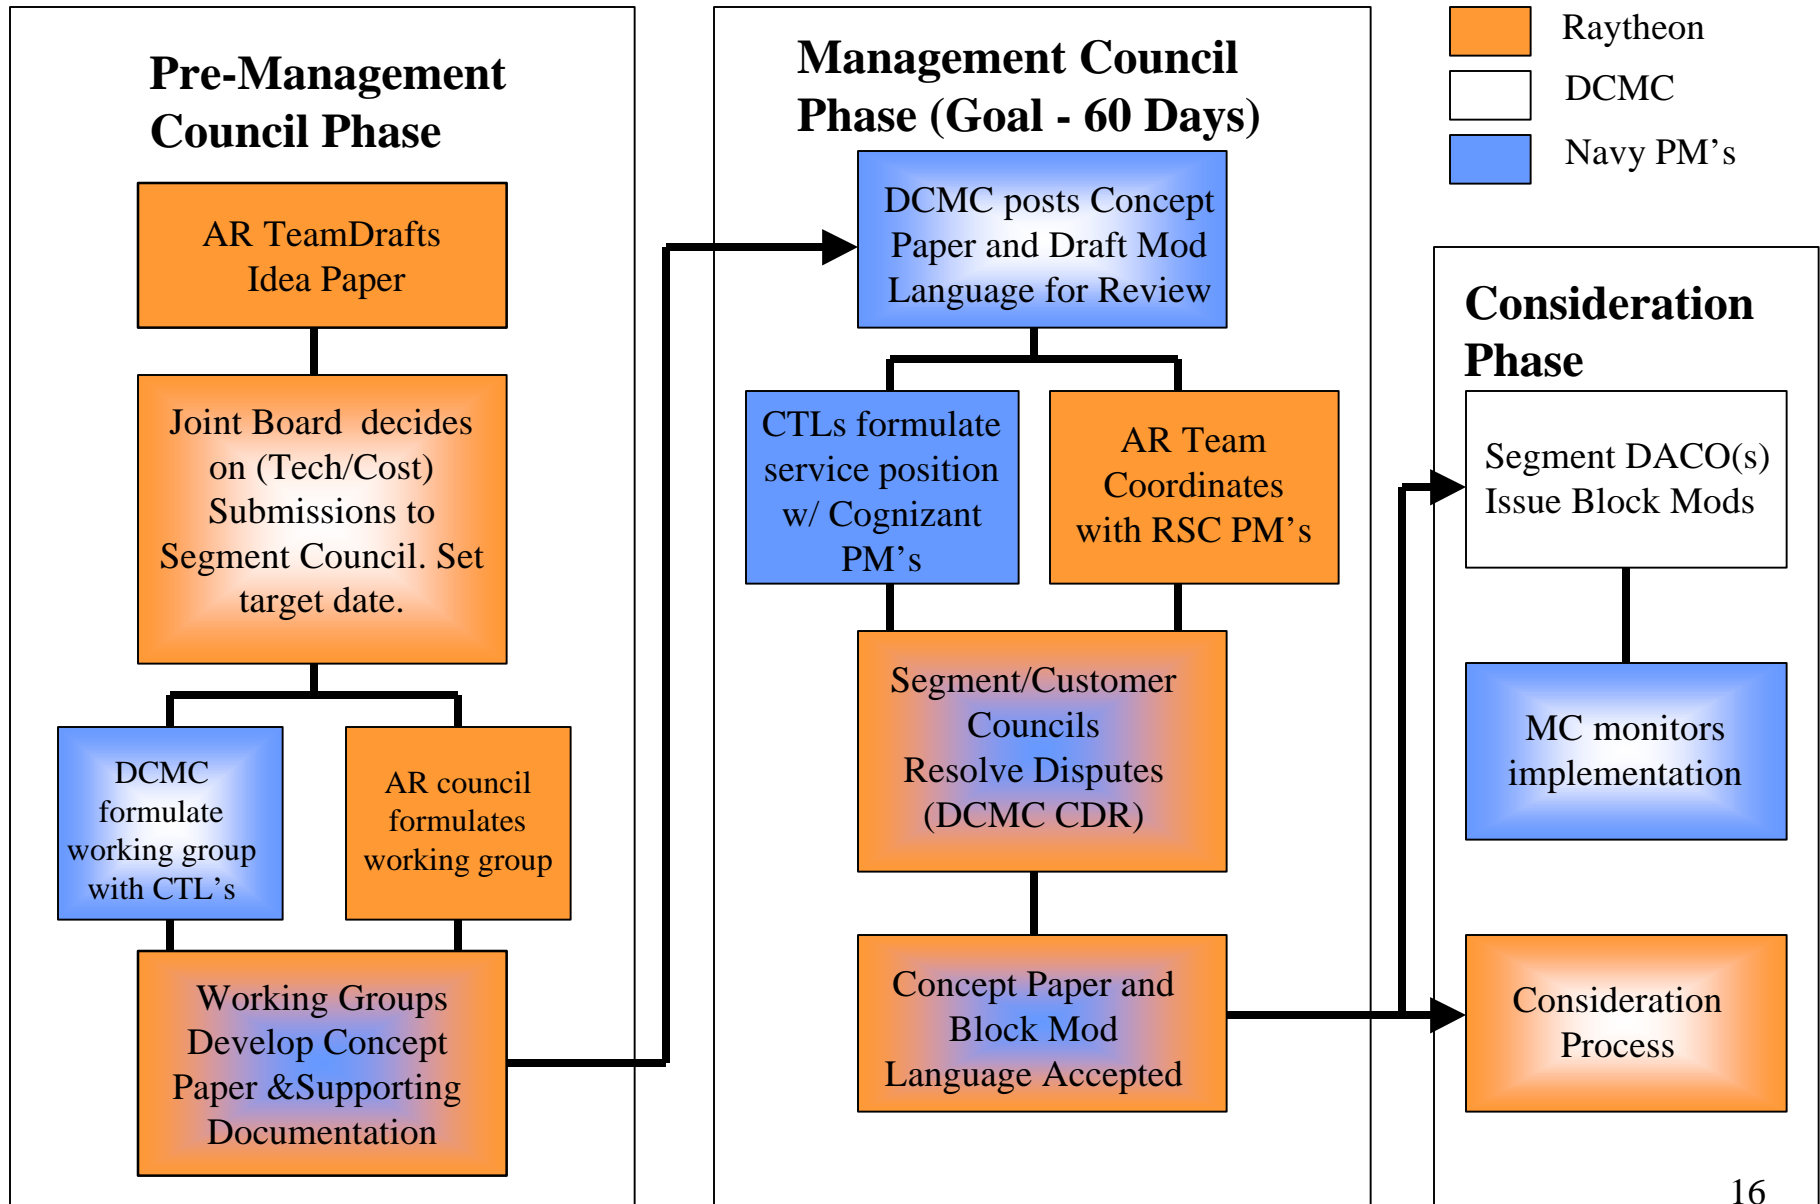 Pre-Management
Council Phase
AR TeamDrafts
Idea Paper
Joint Board decides
on (Tech/Cost)
Submissions to
Segment Council. Set
target date.
DCMC
formulate
working group
with CTL’s
AR council
formulates
working group
Working Groups
Develop Concept
Paper &Supporting
Documentation
Management Council
Phase (Goal - 60 Days)
DCMC posts Concept
Paper and Draft Mod
Language for Review
CTLs formulate
service position
w/ Cognizant
PM’s
AR Team
Coordinates
with RSC PM’s
Segment/Customer
Councils
Resolve Disputes
(DCMC CDR)
Concept Paper and
Block Mod
Language Accepted
Raytheon
DCMC
Navy PM’s
Consideration
Phase
Segment DACO(s)
Issue Block Mods
MC monitors
implementation
Consideration
Process
16